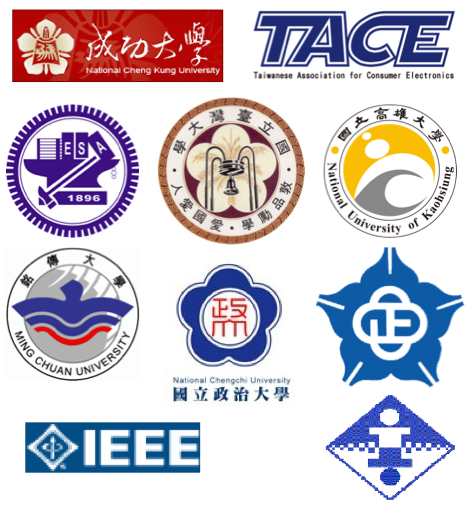 成功大學
National Cheng Kung University
TACE
Taiwanese Association for Consumer Electronics
ESA
1896
國立臺灣大學
敦品勵學・愛國愛人
國立高雄大學
National University of Kaohsiung
銘傳大學
MING CHUAN UNIVERSITY
政
National Chengchi University
國立政治大學
正
IEEE